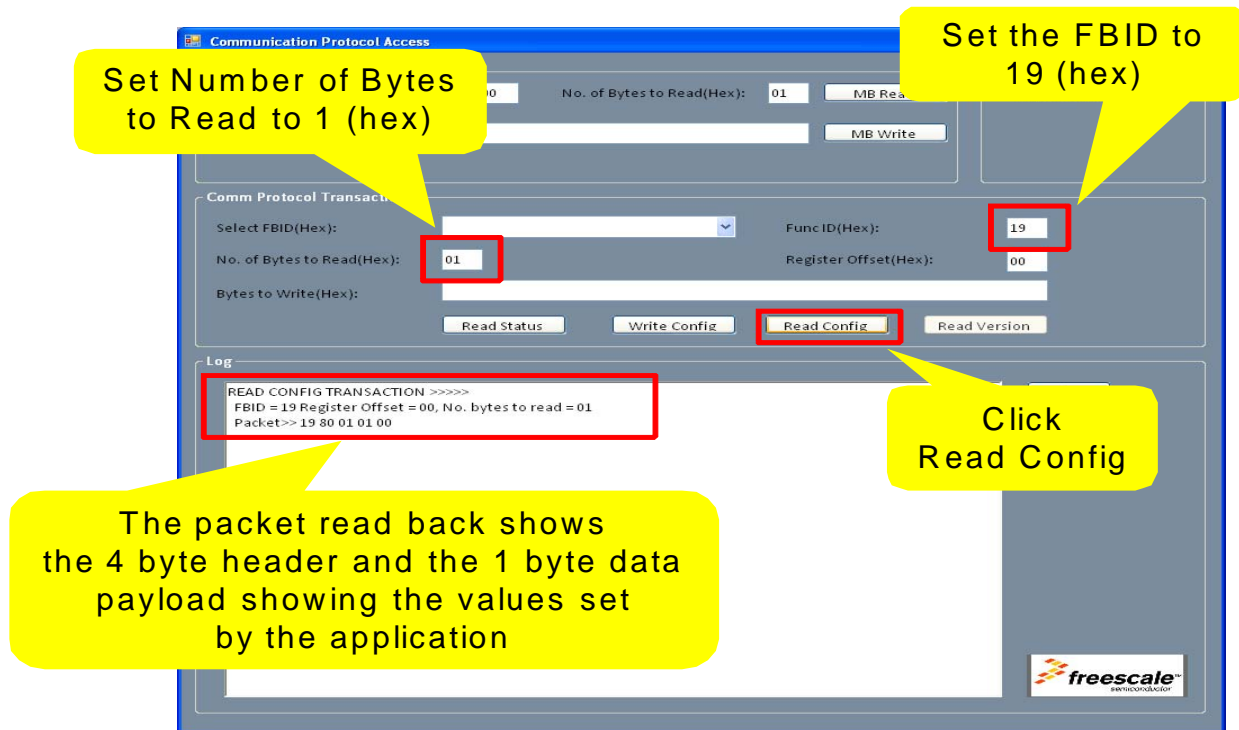 Communication Protocol Access
Set Number of Bytes
to Read to 1 (hex)
Set the FBID to
19 (hex)
00 No. of Bytes to Read(Hex): 01 MB
MB Write
Comm Protocol
Select FBID(Hex): Func ID(Hex): 19
No. of Bytes to Read(Hex): 01 Register Offset(Hex): 00
Bytes to Write(Hex):
Read Status Write Config Read Config Read Version
Log
READ CONFIG TRANSACTION >>>>>
FBID = 19 Register Offset = 00, No. bytes to read = 01
Packet>> 19 80 01 01 00
Click
Read Config
The packet read back shows
the 4 byte header and the 1 byte data
payload showing the values set
by the application
freescale™
semiconductor